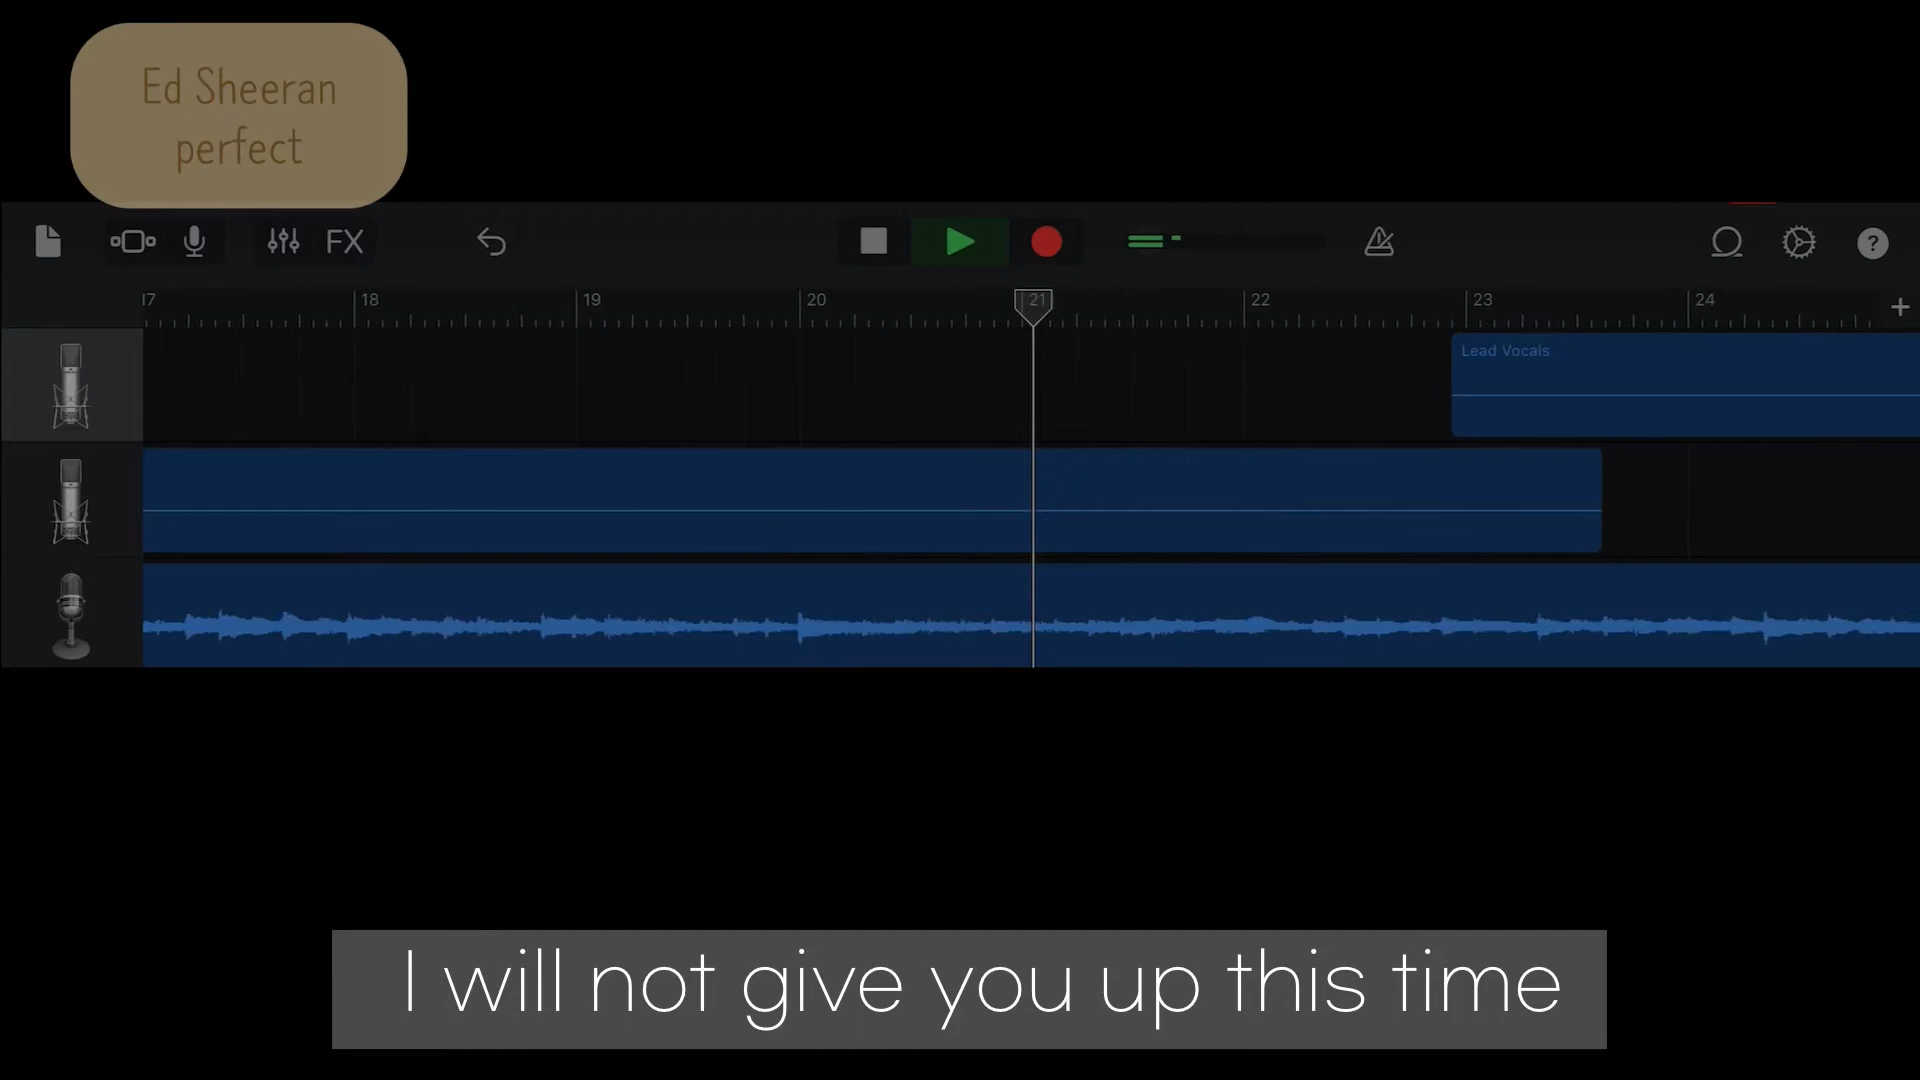 Ed Sheeran
perfect
FX
?
17 18 19 20 21 22 23 24 +
Lead Vocals
I will not give you up this time